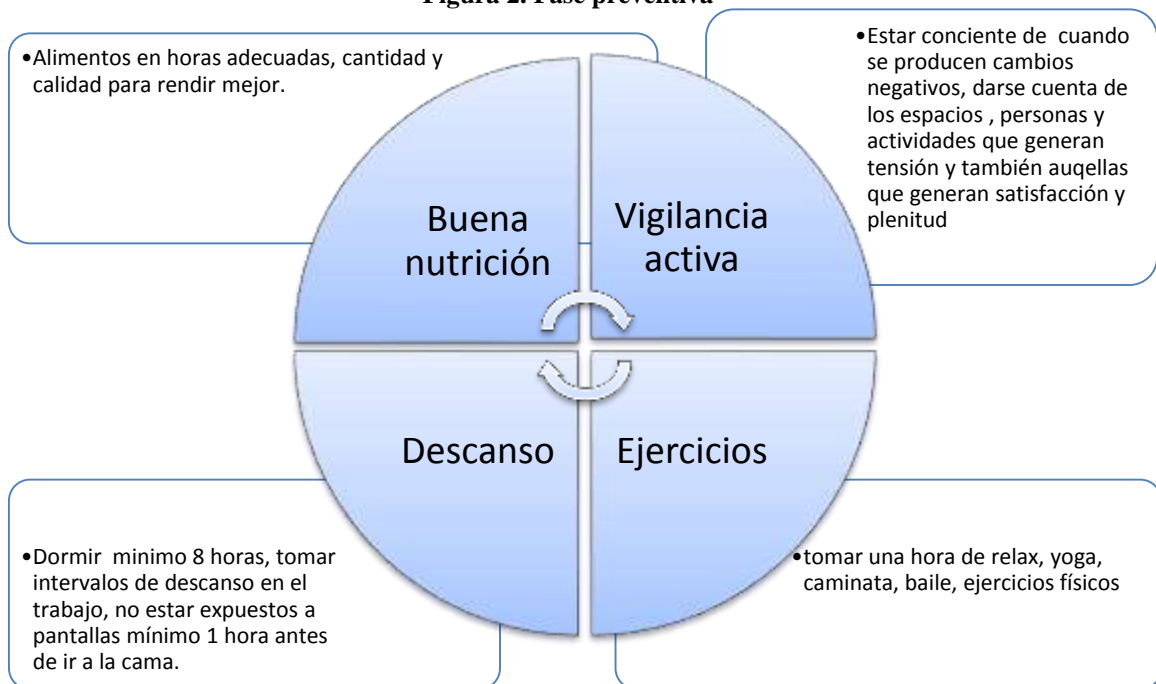 Figura 2. Fase preventiva
•Alimentos en horas adecuadas, cantidad y
calidad para rendir mejor.
•Estar conciente de cuando
se producen cambios
negativos, darse cuenta de
los espacios , personas y
actividades que generan
tensión y también auqellas
que generan satisfacción y
plenitud
Buena
nutrición
Vigilancia
activa
Descanso
Ejercicios
•Dormir minimo 8 horas, tomar
intervalos de descanso en el
trabajo, no estar expuestos a
pantallas mínimo 1 hora antes
de ir a la cama.
•tomar una hora de relax, yoga,
caminata, baile, ejercicios físicos